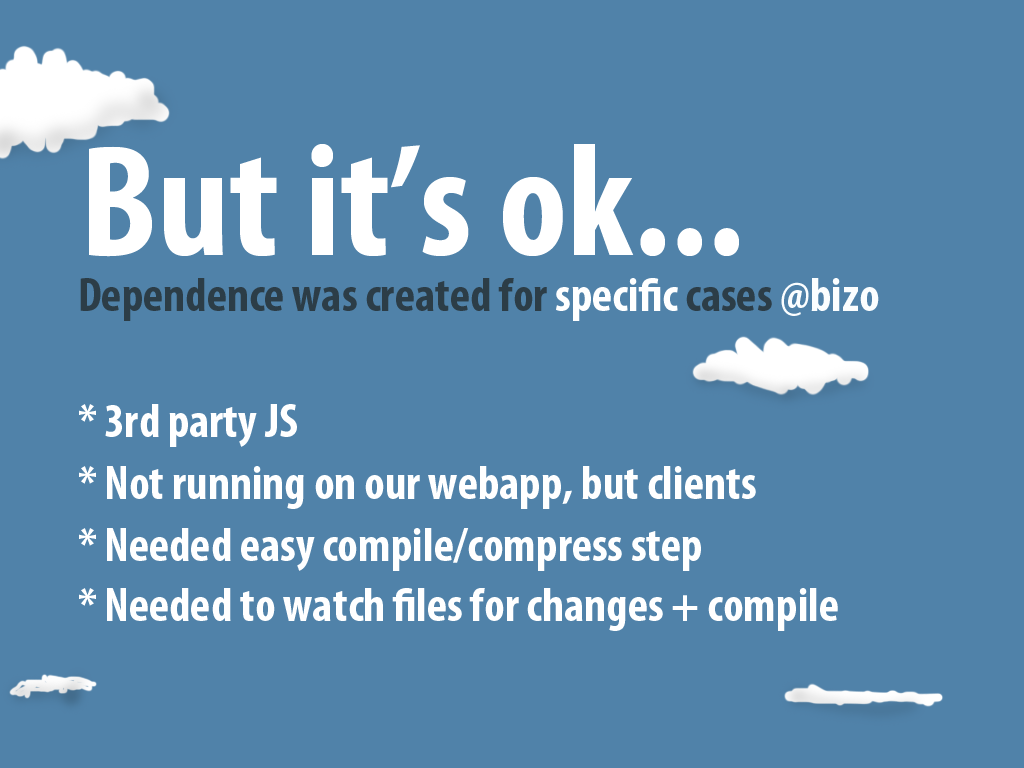 But it’s ok...
Dependence was created for specific cases @bizo
* 3rd party JS
* Not running on our webapp, but clients
* Needed easy compile/compress step
* Needed to watch files for changes + compile